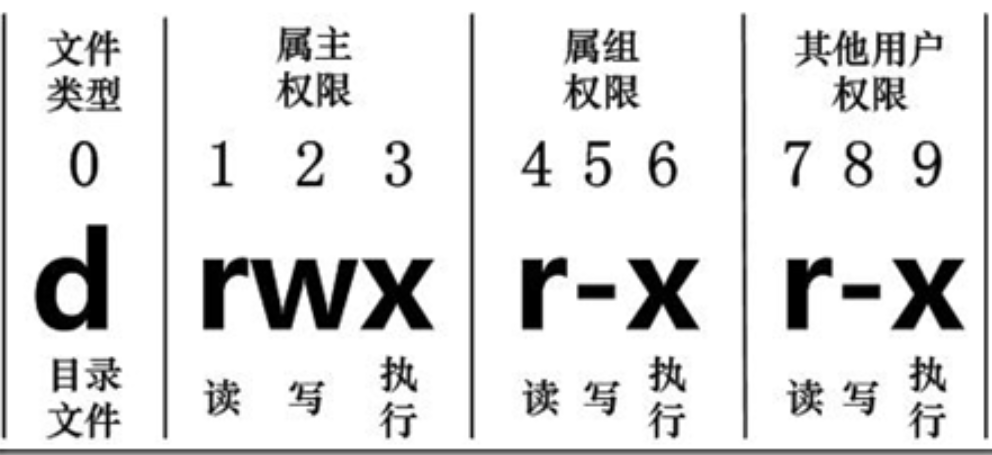 文件
类型
属主
权限
属组
权限
其他用户
权限
0
1 2 3
4 5 6
7 8 9
d
rwx
r-x
r-x
目录
文件
读 写 执行
读 写 执行
读 写 执行